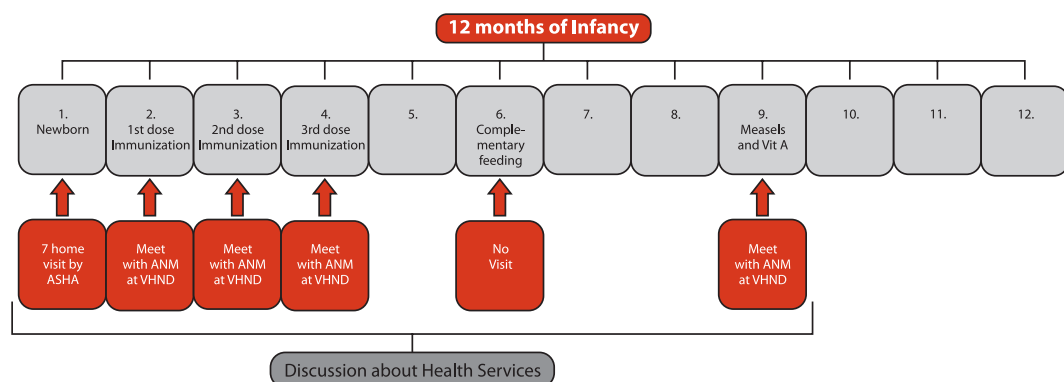 12 months of Infancy
1.
Newborn
2.
1st dose
Immunization
3.
2nd dose
Immunization
4.
3rd dose
Immunization
5.
6.
Comple-
mentary
feeding
7.
8.
9.
Measels
and Vit A
10.
11.
12.
7 home
visit by
ASHA
Meet
with ANM
at VHND
Meet
with ANM
at VHND
Meet
with ANM
at VHND
No
Visit
Meet
with ANM
at VHND
Discussion about Health Services